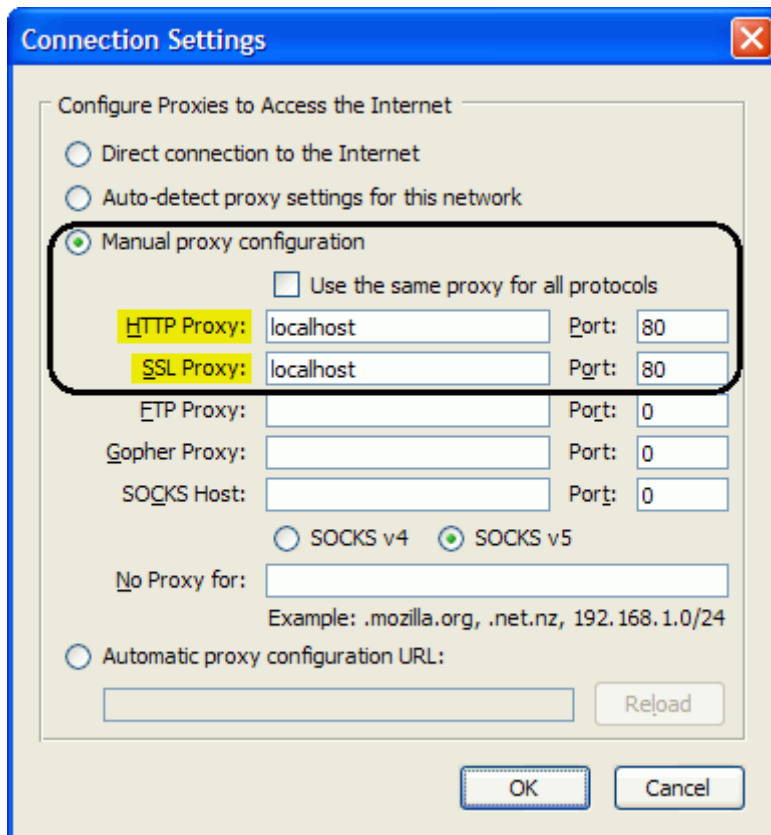 Connection Settings
Configure Proxies to Access the Internet
Direct connection to the Internet
Auto-detect proxy settings for this network
Manual proxy configuration
Use the same proxy for all protocols
HTTP Proxy: localhost Port: 80
SSL Proxy: localhost Port: 80
FTP Proxy: Port: 0
Gopher Proxy: Port: 0
SOCKS Host: Port: 0
SOCKS v4 SOCKS v5
No Proxy for:
Example: .mozilla.org, .net.nz, 192.168.1.0/24
Automatic proxy configuration URL:
Reload
OK Cancel